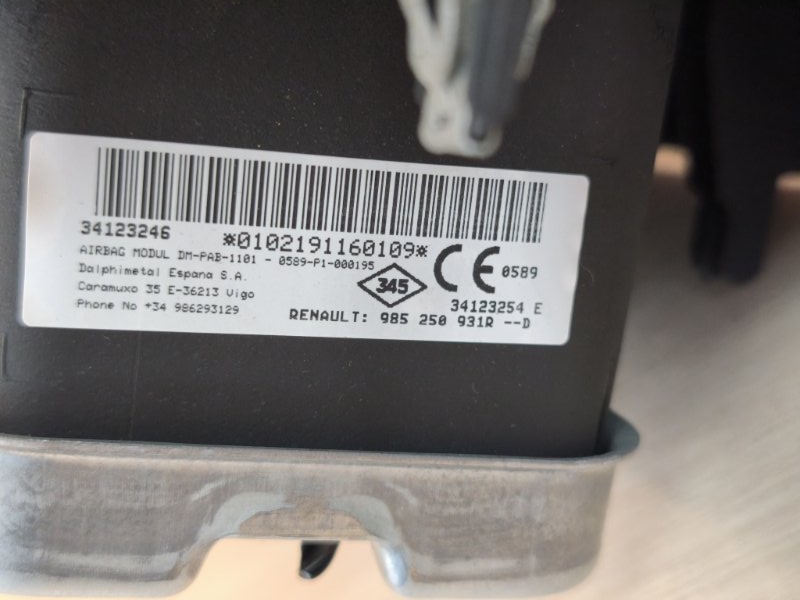 34123246 *0102191160109*
AIRBAG MODUL DM-PAB-1101 - 0589-P1-000195
Dalphimetal Espana S.A.
Caramuxo 35 E-36213 Vigo
Phone No +34 986293129
345
CE 0589
34123254 E
RENAULT: 985 250 931R --D